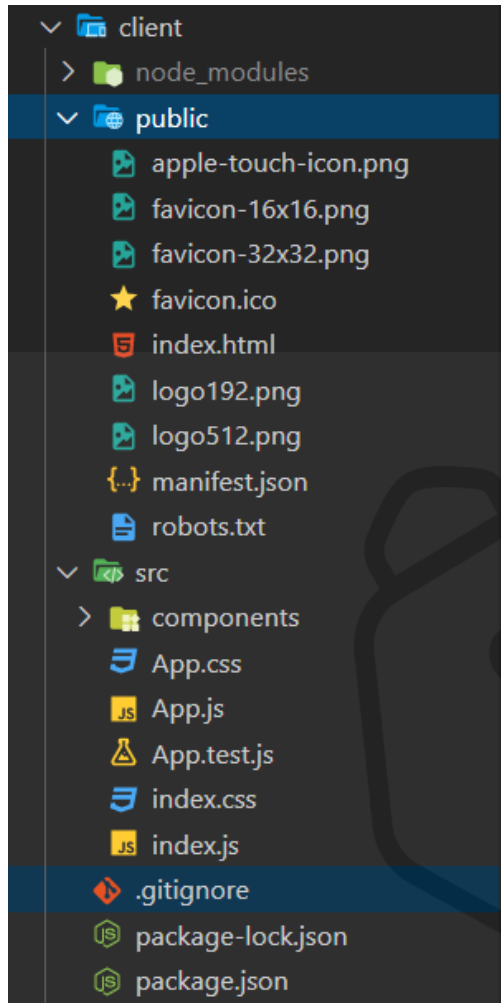 client
node_modules
public
apple-touch-icon.png
favicon-16x16.png
favicon-32x32.png
favicon.ico
index.html
logo192.png
logo512.png
manifest.json
robots.txt
src
components
App.css
App.js
App.test.js
index.css
index.js
.gitignore
package-lock.json
package.json